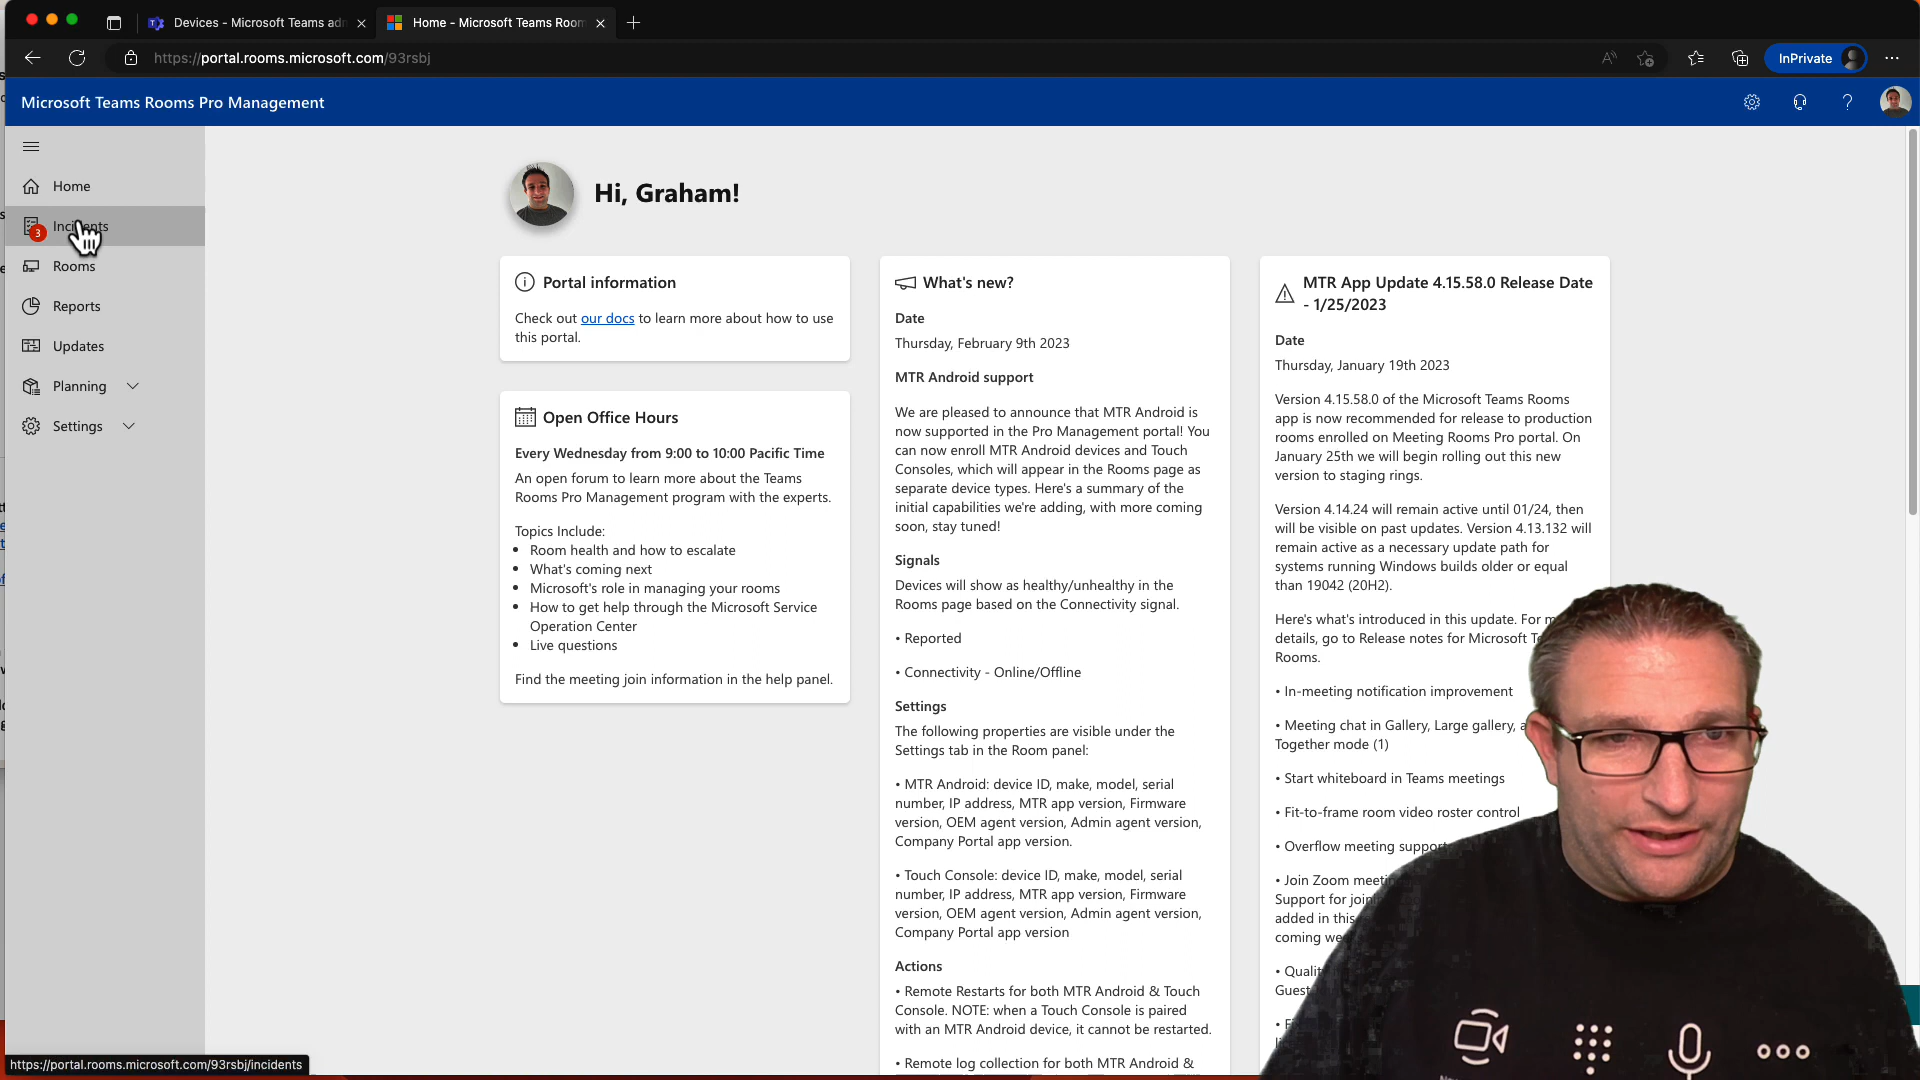 Devices - Microsoft Teams adm
Home - Microsoft Teams Room
https://portal.rooms.microsoft.com/93rsbj
InPrivate
Microsoft Teams Rooms Pro Management
Home
Incidents
3
Rooms
Reports
Updates
Planning
Settings
Hi, Graham!
Portal information
Check out our docs to learn more about how to use
this portal.
Open Office Hours
Every Wednesday from 9:00 to 10:00 Pacific Time
An open forum to learn more about the Teams
Rooms Pro Management program with the experts.
Topics Include:
• Room health and how to escalate
• What's coming next
• Microsoft's role in managing your rooms
• How to get help through the Microsoft Service
Operation Center
• Live questions
Find the meeting join information in the help panel.
What's new?
Date
Thursday, February 9th 2023
MTR Android support
We are pleased to announce that MTR Android is
now supported in the Pro Management portal! You
can now enroll MTR Android devices and Touch
Consoles, which will appear in the Rooms page as
separate device types. Here's a summary of the
initial capabilities we're adding, with more coming
soon, stay tuned!
Signals
Devices will show as healthy/unhealthy in the
Rooms page based on the Connectivity signal.
• Reported
• Connectivity - Online/Offline
Settings
The following properties are visible under the
Settings tab in the Room panel:
• MTR Android: device ID, make, model, serial
number, IP address, MTR app version, Firmware
version, OEM agent version, Admin agent version,
Company Portal app version.
• Touch Console: device ID, make, model, serial
number, IP address, MTR app version, Firmware
version, OEM agent version, Admin agent version,
Company Portal app version
Actions
• Remote Restarts for both MTR Android & Touch
Console. NOTE: when a Touch Console is paired
with an MTR Android device, it cannot be restarted.
• Remote log collection for both MTR Android &
MTR App Update 4.15.58.0 Release Date
- 1/25/2023
Date
Thursday, January 19th 2023
Version 4.15.58.0 of the Microsoft Teams Rooms
app is now recommended for release to production
rooms enrolled on Meeting Rooms Pro portal. On
January 25th we will begin rolling out this new
version to staging rings.
Version 4.14.24 will remain active until 01/24, then
will be visible on past updates. Version 4.13.132 will
remain active as a necessary update path for
systems running Windows builds older or equal
than 19042 (20H2).
Here's what's introduced in this update. For
details, go to Release notes for Microsoft
Rooms.
• In-meeting notification improvement
• Meeting chat in Gallery, Large gallery,
Together mode (1)
• Start whiteboard in Teams meetings
• Fit-to-frame room video roster control
• Overflow meeting support
• Join Zoom
Support for
added in this
coming
Guest
https://portal.rooms.microsoft.com/93rsbj/incidents